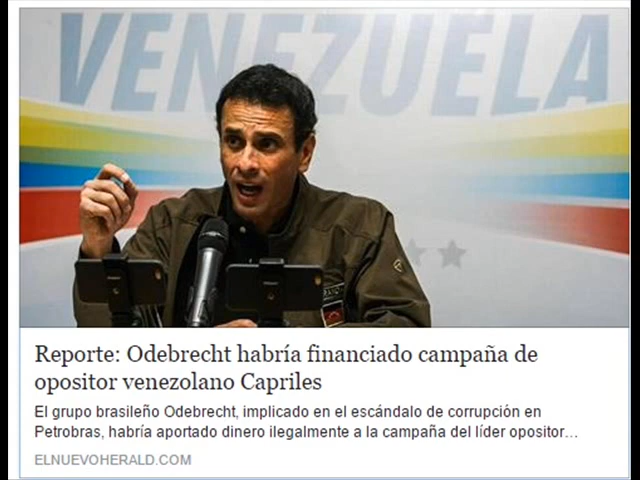 VENEZUELA
Reporte: Odebrecht habría financiado campaña de
opositor venezolano Capriles
El grupo brasileño Odebrecht, implicado en el escándalo de corrupción en
Petrobras, habría aportado dinero ilegalmente a la campaña del líder opositor...
ELNUEVOHERALD.COM